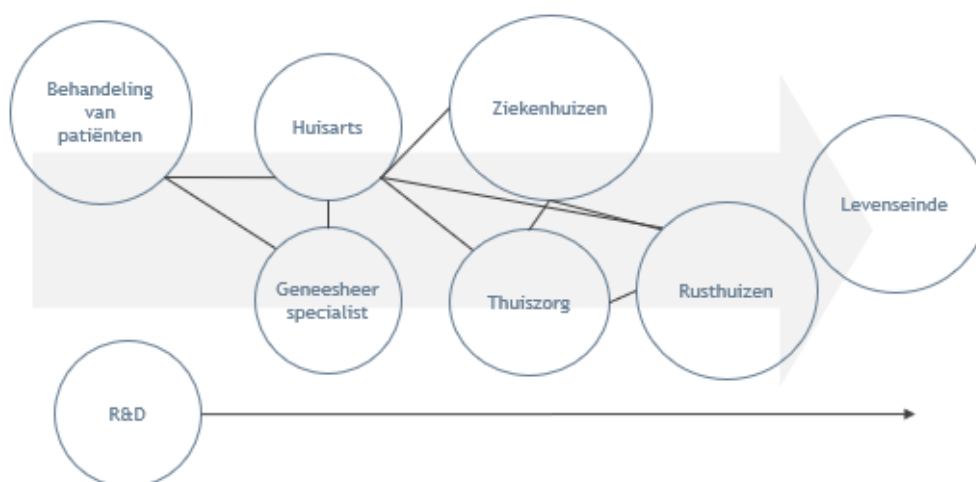 Behandeling
van
patiënten
Huisarts
Ziekenhuizen
Levenseinde
Geneesheer
specialist
Thuiszorg
Rusthuizen
R&D